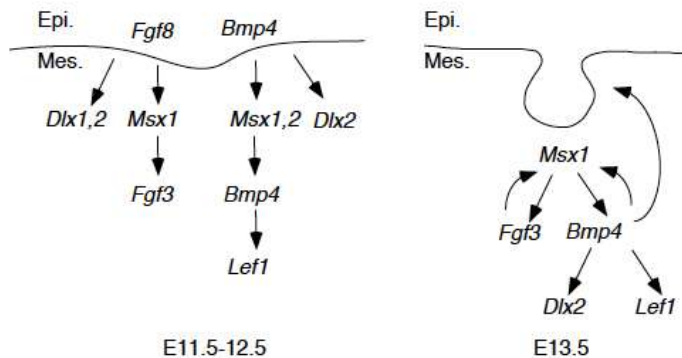 Epi.
Fgf8
Bmp4
Mes.
Dlx1,2
Msx1
Msx1,2
Dlx2
Fgf3
Bmp4
Lef1
E11.5-12.5
Epi.
Mes.
Msx1
Fgf3
Bmp4
Dlx2
Lef1
E13.5